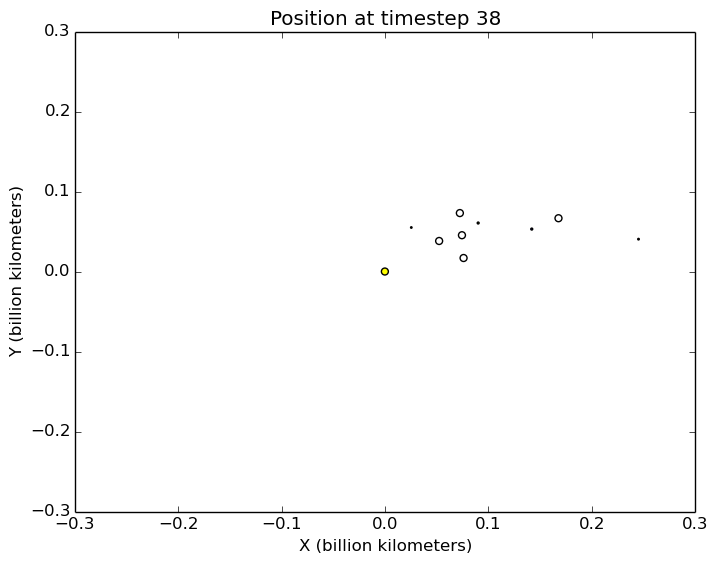 Position at timestep 38
0.3
0.2
0.1
0.0
−0.1
−0.2
−0.3
Y (billion kilometers)
−0.3 −0.2 −0.1 0.0 0.1 0.2 0.3
X (billion kilometers)